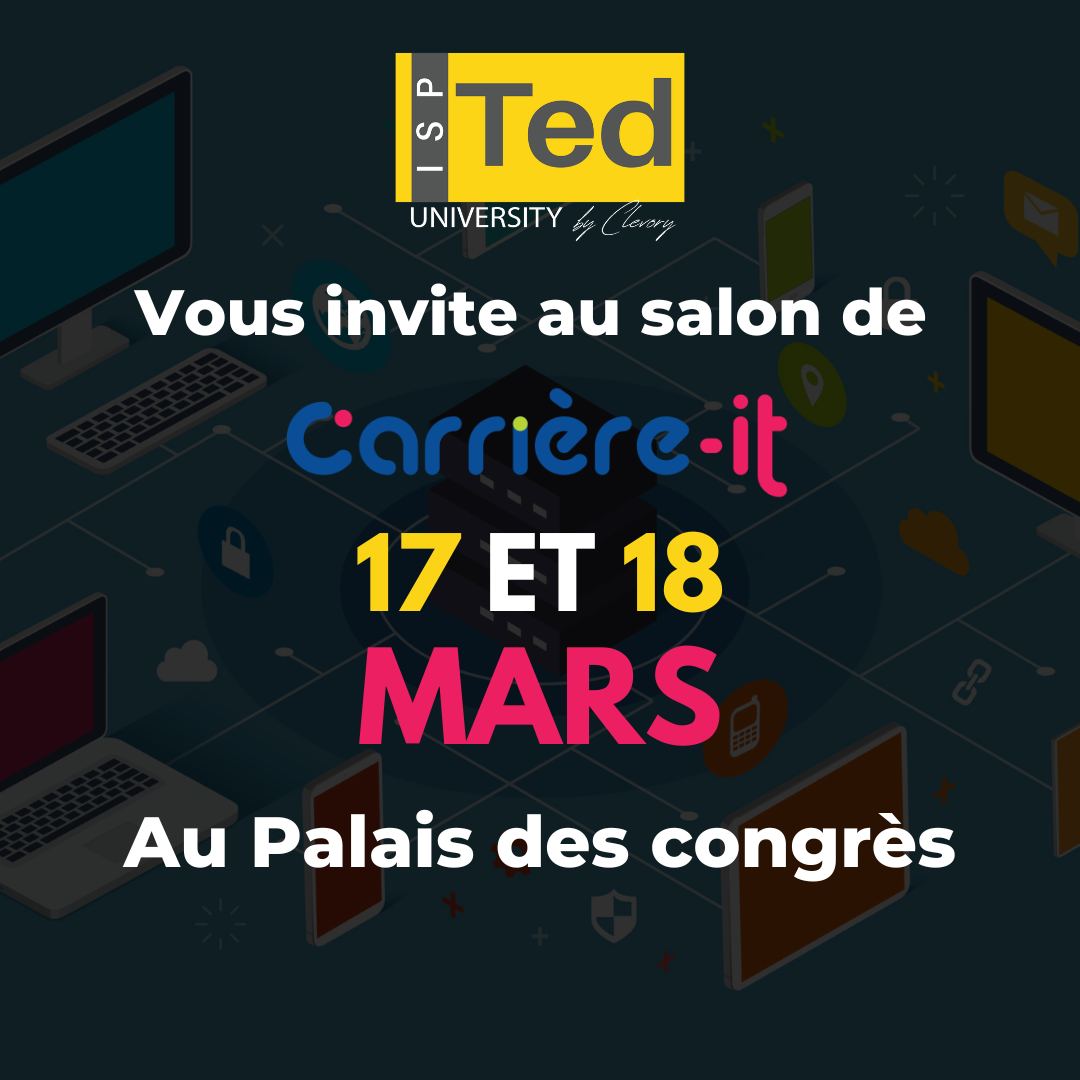 ISP
Ted
UNIVERSITY by Clevory
Vous invite au salon de
Carrière-it
17 ET 18
MARS
Au Palais des congrès